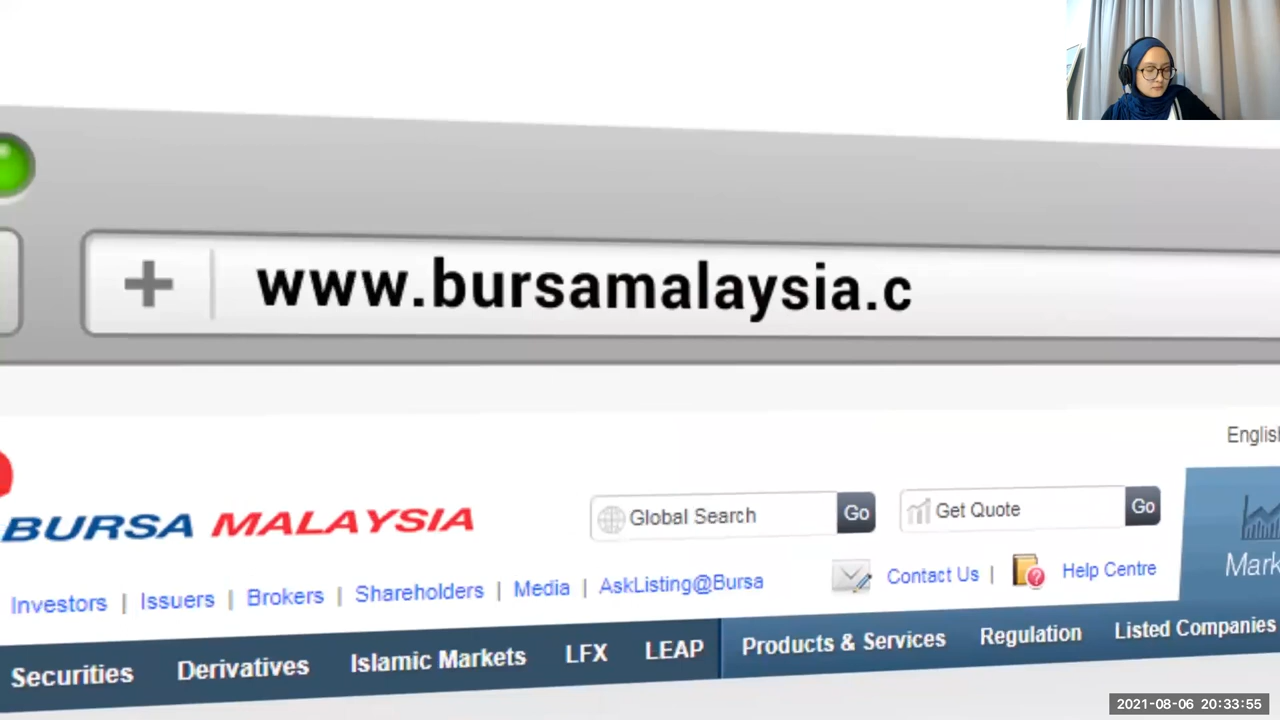 www.bursamalaysia.c
English
BURSA MALAYSIA
Global Search Go
Get Quote Go
Investors | Issuers | Brokers | Shareholders | Media | AskListing@Bursa
Contact Us | Help Centre
Securities Derivatives Islamic Markets LFX LEAP Products & Services Regulation Listed Companies
2021-08-06 20:33:55